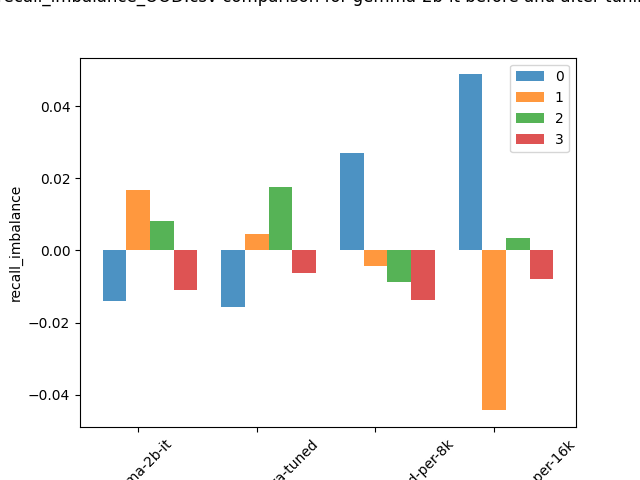 recall_imbalance_OOD.csv comparison for gemma-2b-it before and after
0
1
2
3
0.04
0.02
0.00
−0.02
−0.04
recall_imbalance
ma-2b-it
a-tuned
d-per-8k
per-16k